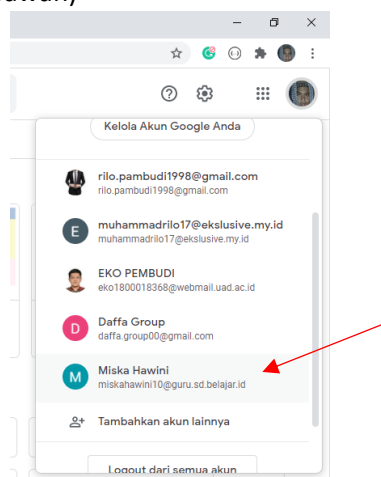 Kelola Akun Google Anda
rilo.pambudi1998@gmail.com
rilo.pambudi1998@gmail.com
E
muhammadrilo17@ekslusive.my.id
muhammadrilo17@ekslusive.my.id
EKO PEMBUDI
eko1800018368@webmail.uad.ac.id
D
Daffa Group
daffa.group00@gmail.com
M
Miska Hawini
miskahawini10@guru.sd.belajar.id
Tambahkan akun lainnya
Logout dari semua akun